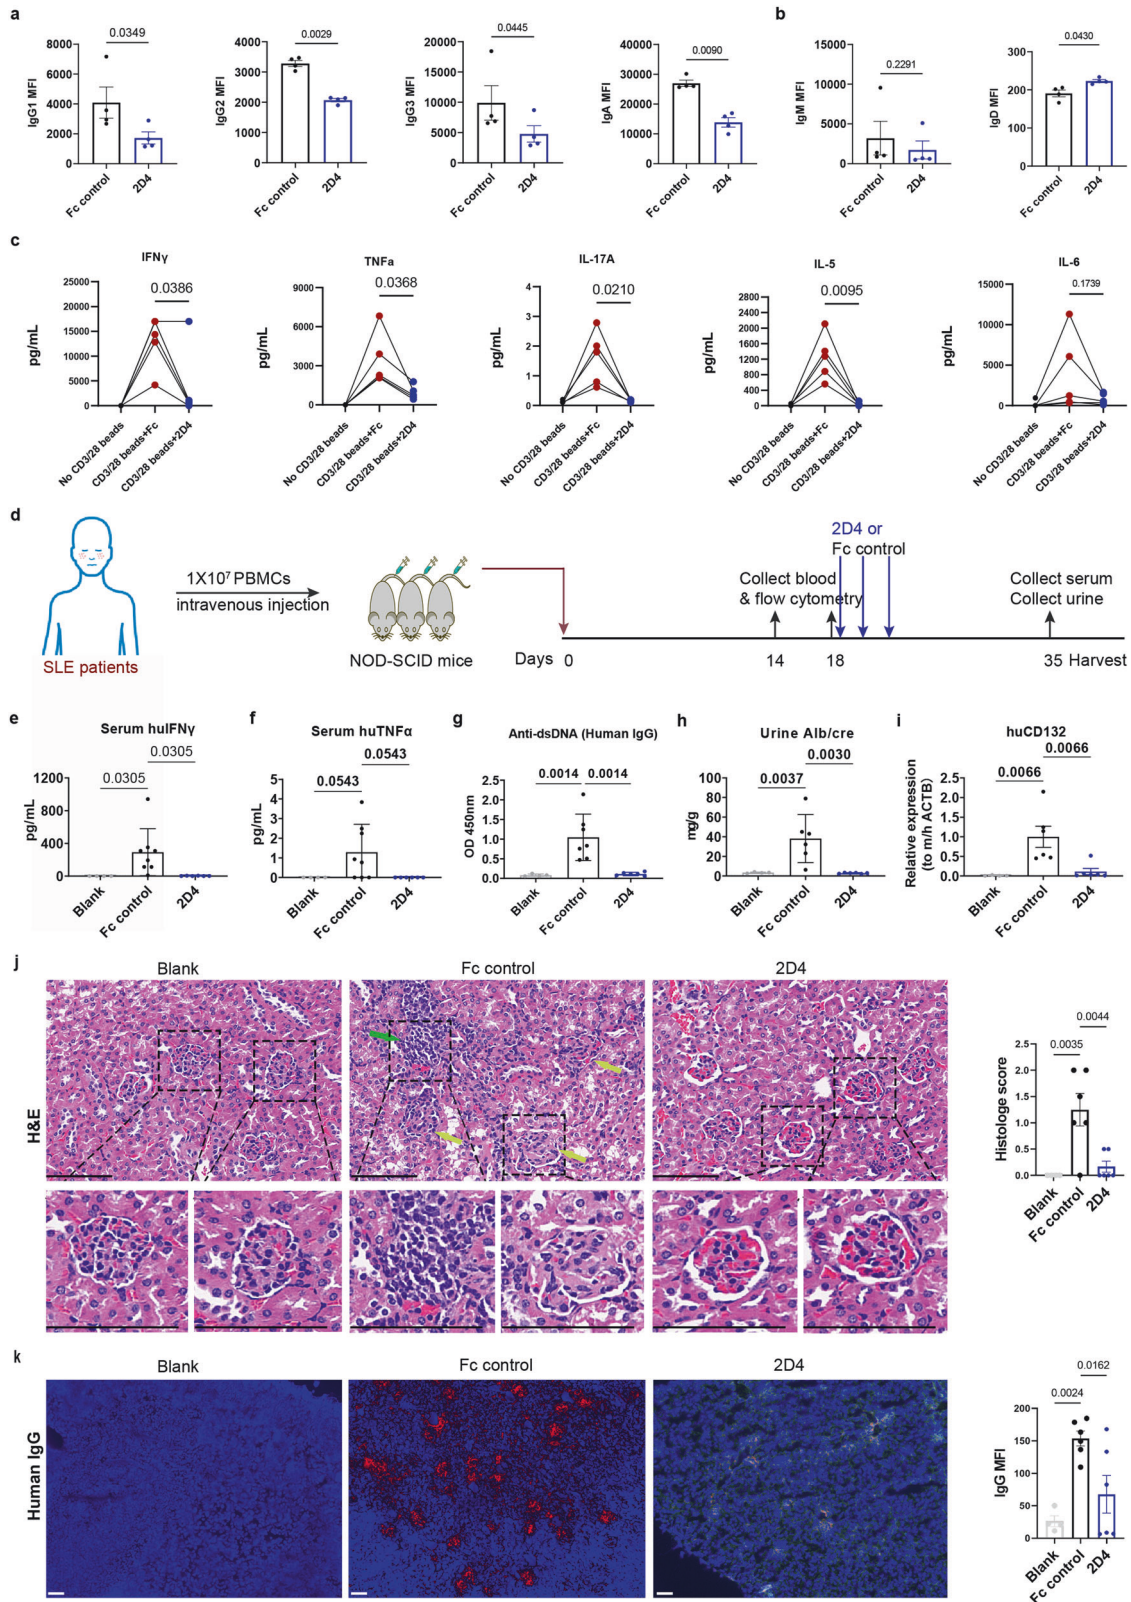 a
b
0.0349
0.0029
0.0445
0.0090
0.2291
0.0430
IgG1 MFI
8000
6000
4000
2000
0
Fc control
2D4
IgG2 MFI
4000
3000
2000
1000
0
Fc control
2D4
IgG3 MFI
20000
15000
10000
5000
0
Fc control
2D4
IgA MFI
40000
30000
20000
10000
0
Fc control
2D4
IgM MFI
15000
10000
5000
0
Fc control
2D4
IgD MFI
300
200
100
0
Fc control
2D4
c
IFNγ
0.0386
pg/mL
25000
20000
15000
10000
5000
0
No CD3/28 beads
CD3/28 beads+Fc
CD3/28 beads+2D4
TNFa
0.0368
pg/mL
9000
6000
3000
0
No CD3/28 beads
CD3/28 beads+Fc
CD3/28 beads+2D4
IL-17A
0.0210
pg/mL
4
3
2
1
0
No CD3/28 beads
CD3/28 beads+Fc
CD3/28 beads+2D4
IL-5
0.0095
pg/mL
2800
2400
2000
1600
1200
800
400
0
No CD3/28 beads
CD3/28 beads+Fc
CD3/28 beads+2D4
IL-6
0.1739
pg/mL
15000
10000
5000
0
No CD3/28 beads
CD3/28 beads+Fc
CD3/28 beads+2D4
d
SLE patients
1X10⁷ PBMCs
intravenous injection
NOD-SCID mice
2D4 or
Fc control
Collect blood
& flow cytometry
Collect serum
Collect urine
Days 0
14
18
35 Harvest
e
Serum huIFNγ
0.0305
0.0305
pg/mL
1200
800
400
0
Blank
Fc control
2D4
f
Serum huTNFα
0.0543
0.0543
pg/mL
5
4
3
2
1
0
Blank
Fc control
2D4
g
Anti-dsDNA (Human IgG)
0.0014
0.0014
OD 450nm
2.5
2.0
1.5
1.0
0.5
0.0
Blank
Fc control
2D4
h
Urine Alb/cre
0.0030
0.0037
mg/g
100
80
60
40
20
0
Blank
Fc control
2D4
i
huCD132
0.0066
0.0066
Relative expression
(to m/h ACTB)
2.5
2.0
1.5
1.0
0.5
0.0
Blank
Fc control
2D4
j
Blank
Fc control
2D4
H&E
0.0044
0.0035
Histologe score
2.5
2.0
1.5
1.0
0.5
0.0
Blank
Fc control
2D4
k
Blank
Fc control
2D4
Human IgG
0.0162
0.0024
IgG MFI
200
150
100
50
0
Blank
Fc control
2D4